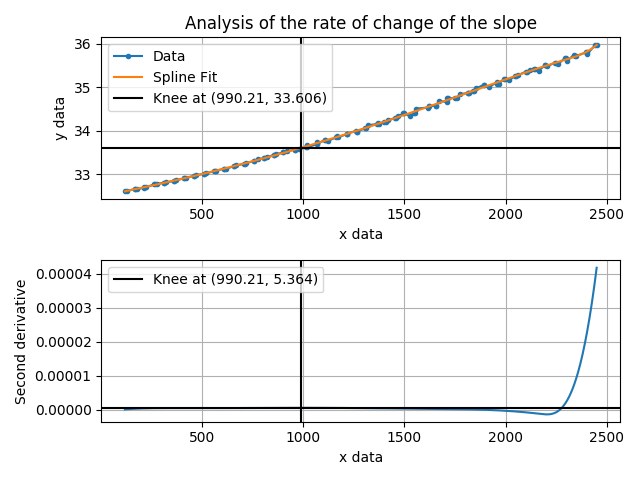 Analysis of the rate of change of the slope
36
35
34
33
y data
Data
Spline Fit
Knee at (990.21, 33.606)
500 1000 1500 2000 2500
x data
0.00004
0.00003
0.00002
0.00001
0.00000
Second derivative
Knee at (990.21, 5.364)
500 1000 1500 2000 2500
x data